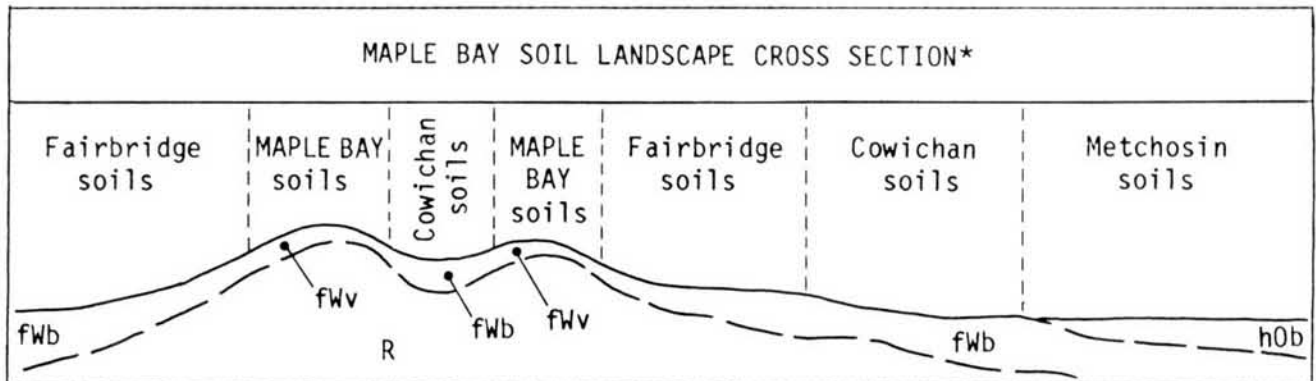 MAPLE BAY SOIL LANDSCAPE CROSS SECTION*
Fairbridge
soils
MAPLE BAY
soils
Cowichan
soils
MAPLE
BAY
soils
Fairbridge
soils
Cowichan
soils
Metchosin
soils
fWv
fWb
fWv
fWb
R
fWb
hOb